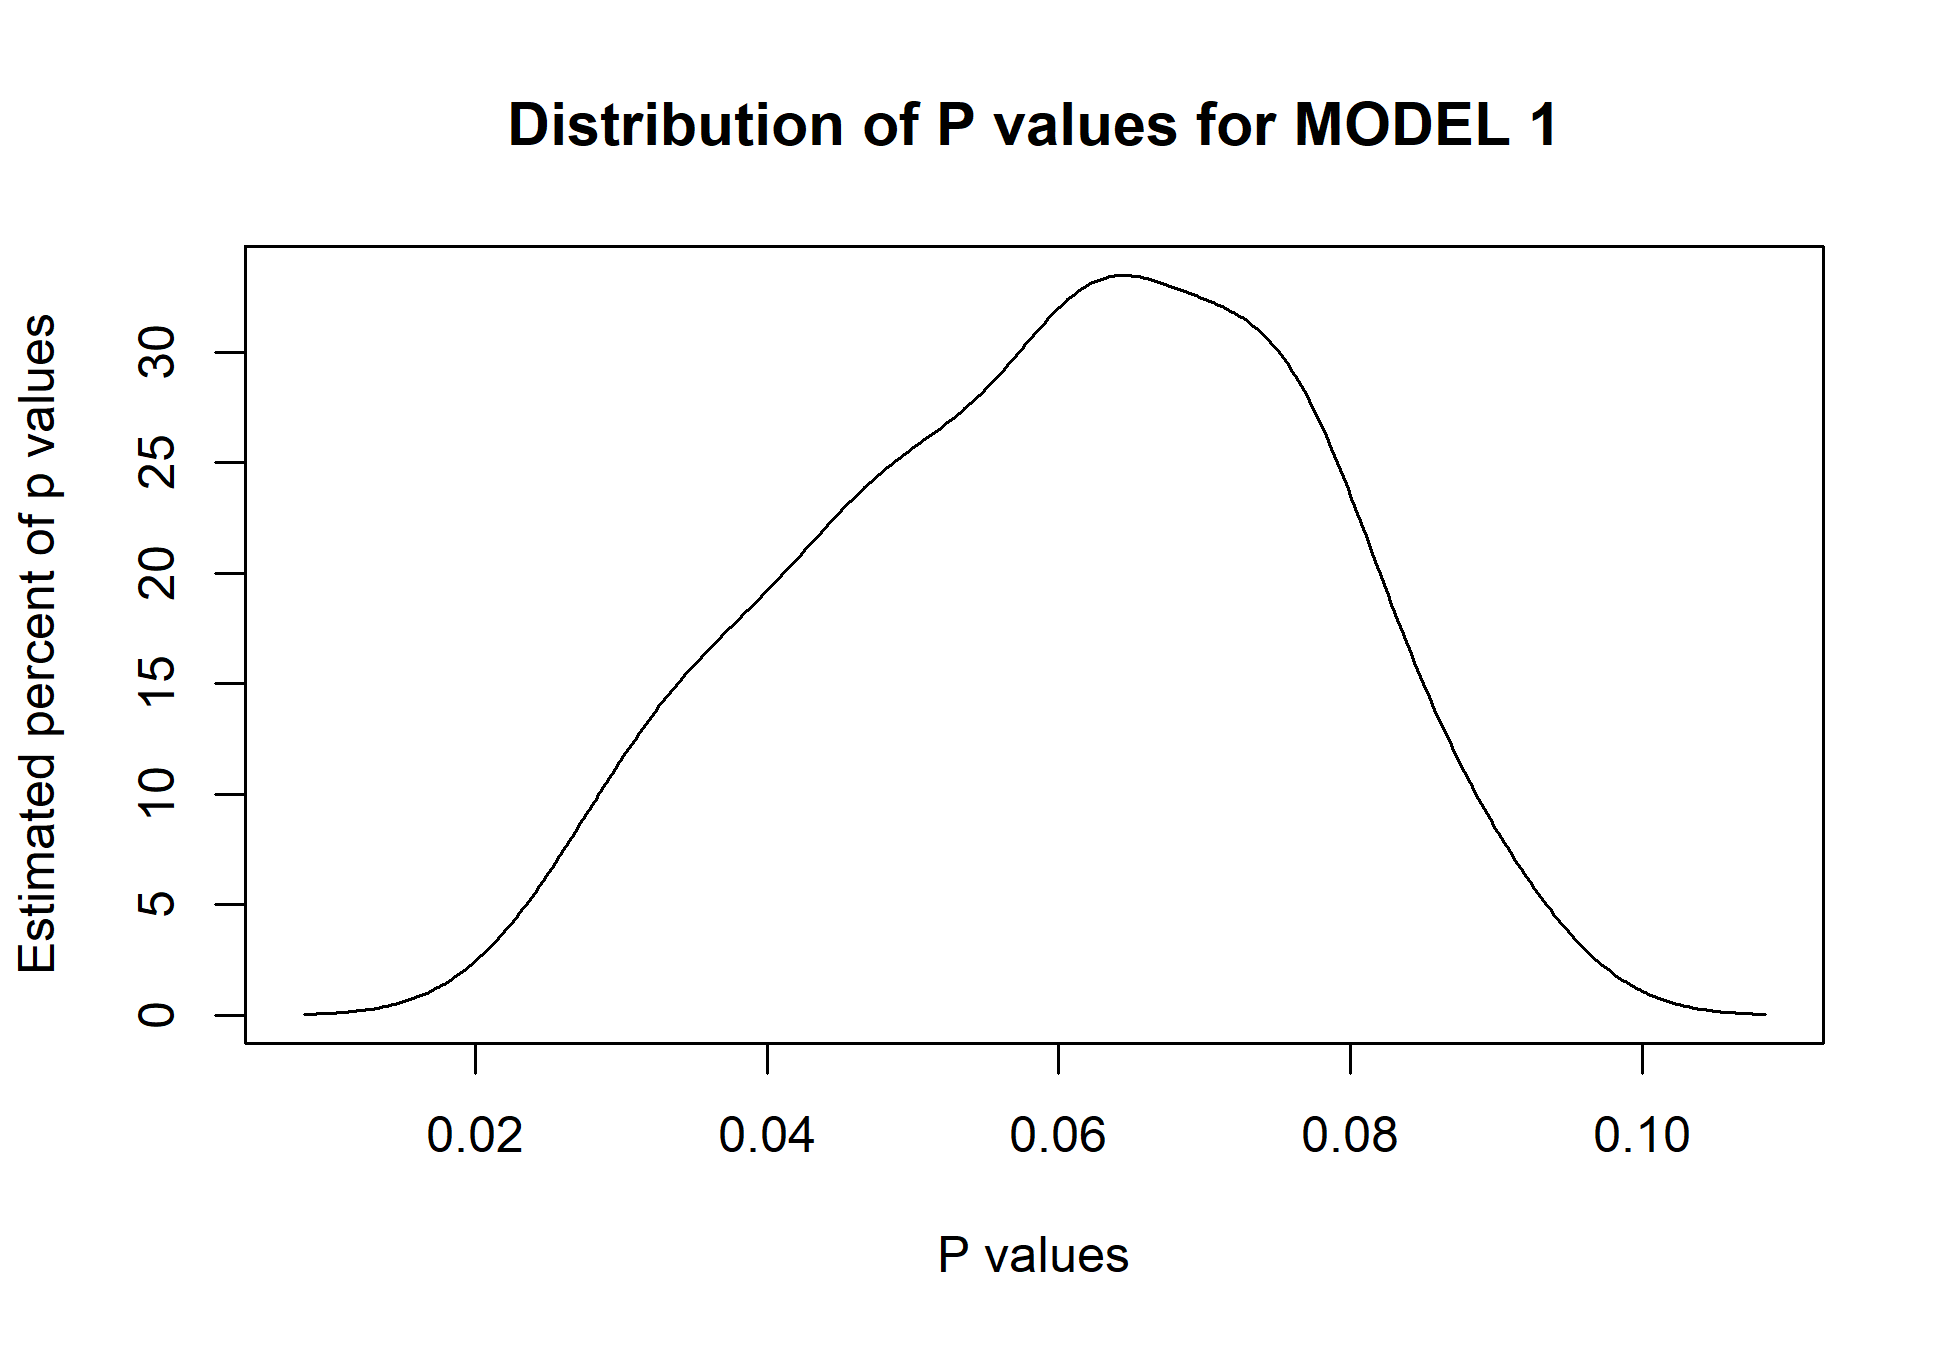 Distribution of P values for MODEL 1
Estimated percent of p values
30
25
20
15
10
5
0
0.02 0.04 0.06 0.08 0.10
P values